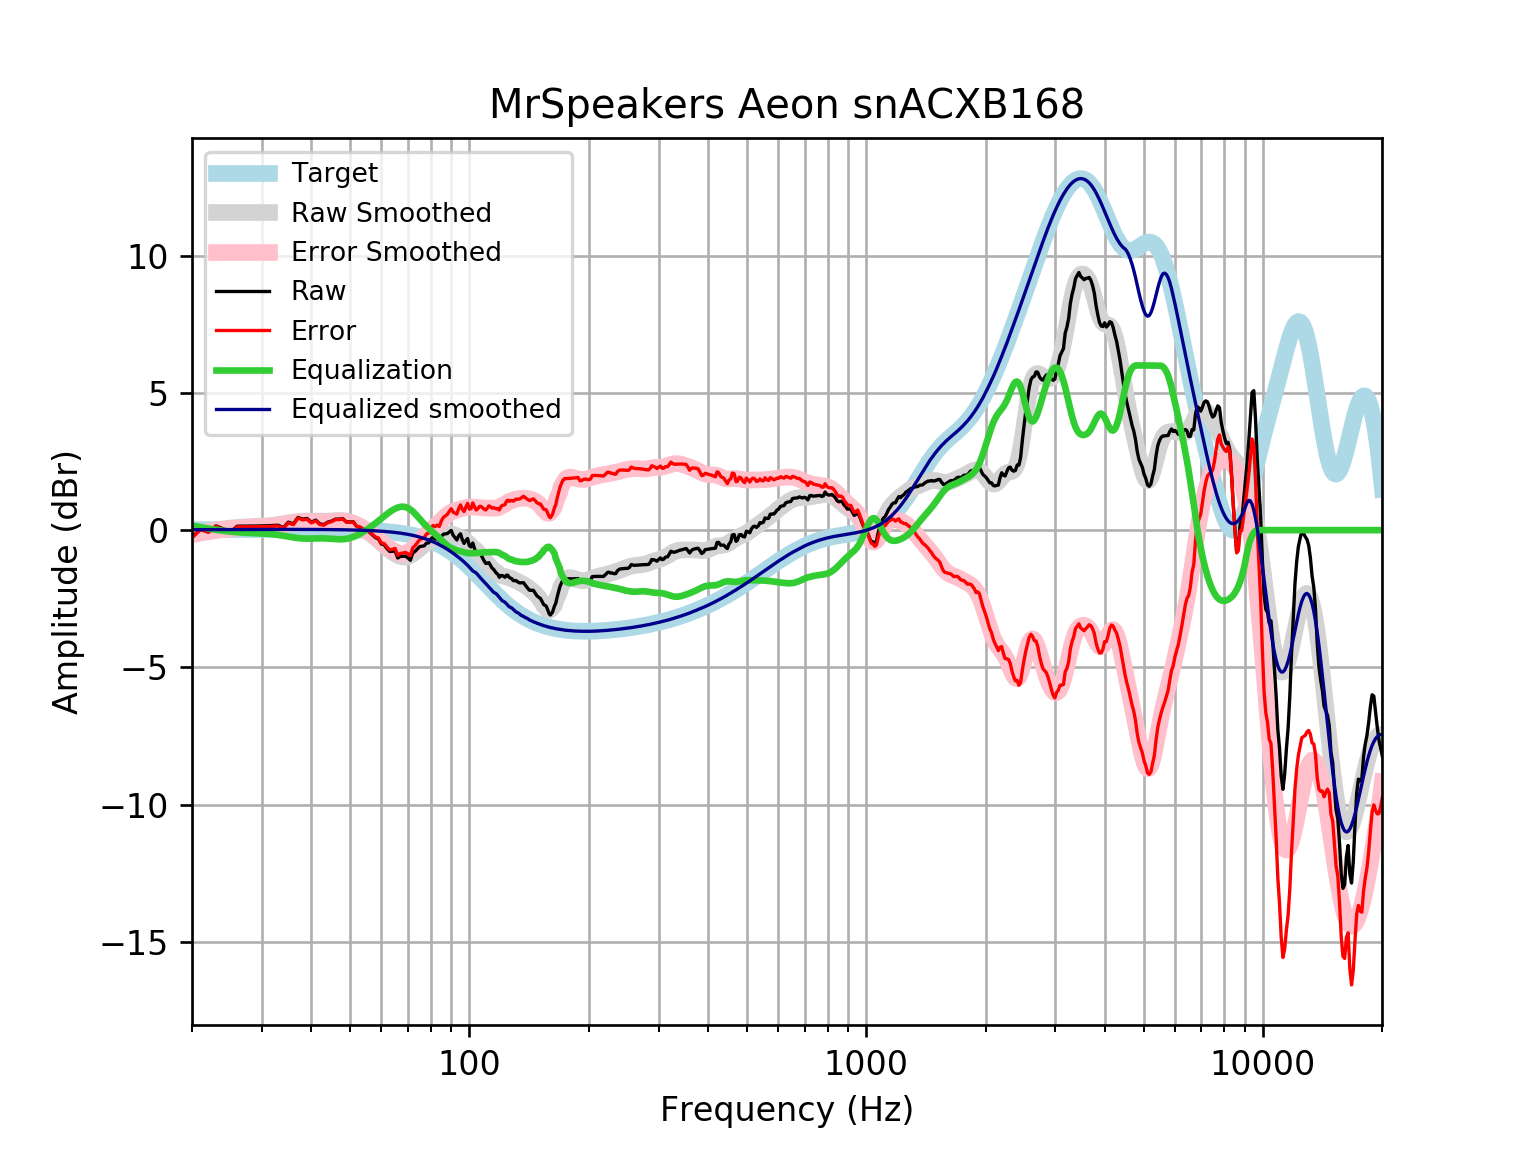 MrSpeakers Aeon snACXB168
Target
Raw Smoothed
Error Smoothed
Raw
Error
Equalization
Equalized smoothed
10
5
0
−5
−10
−15
Amplitude (dBr)
100
1000
10000
Frequency (Hz)